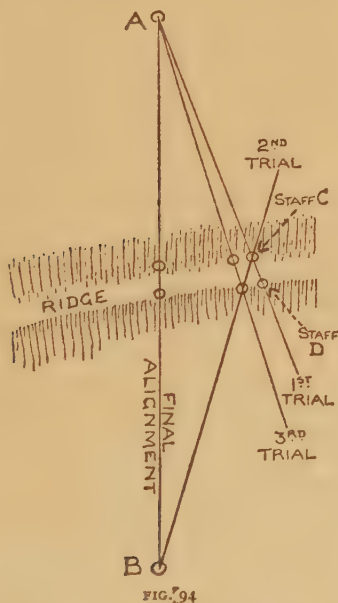 A
2ND
TRIAL
STAFF C
RIDGE
STAFF
D
1ST
TRIAL
3RD
TRIAL
FINAL
ALIGNMENT
B
FIG. 94